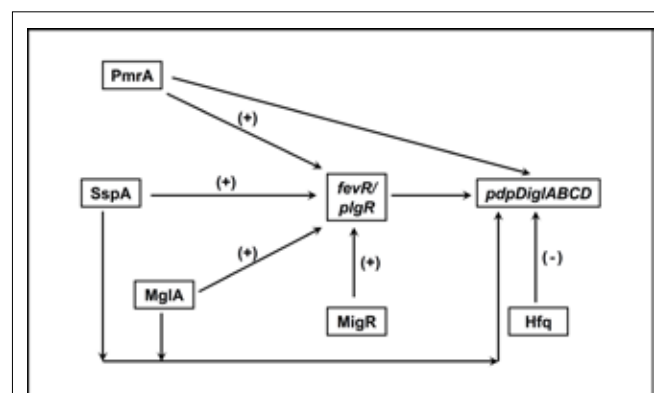 PmrA
(+)
SspA
(+)
fevR/
pigR
pdpDiglABCD
(+)
(+)
(-)
MglA
MigR
Hfq